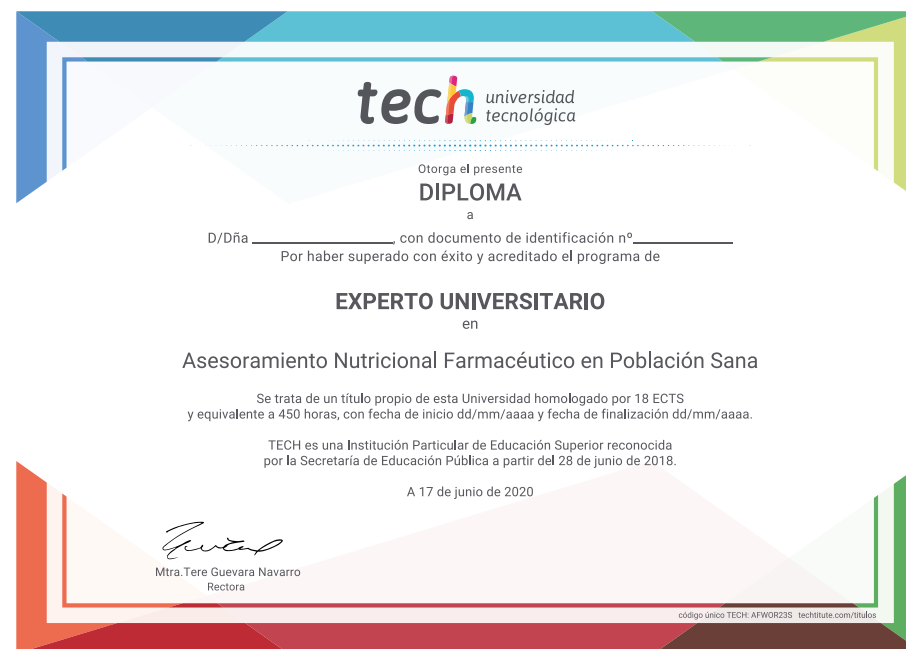 tech universidad
tecnológica
Otorga el presente
DIPLOMA
a
D/Dña ____________________, con documento de identificación nº______________
Por haber superado con éxito y acreditado el programa de
EXPERTO UNIVERSITARIO
en
Asesoramiento Nutricional Farmacéutico en Población Sana
Se trata de un título propio de esta Universidad homologado por 18 ECTS
y equivalente a 450 horas, con fecha de inicio dd/mm/aaaa y fecha de finalización dd/mm/aaaa.
TECH es una Institución Particular de Educación Superior reconocida
por la Secretaría de Educación Pública a partir del 28 de junio de 2018.
A 17 de junio de 2020
Mtra.Tere Guevara Navarro
Rectora
código único TECH: AFWOR23S techtitute.com/titulos